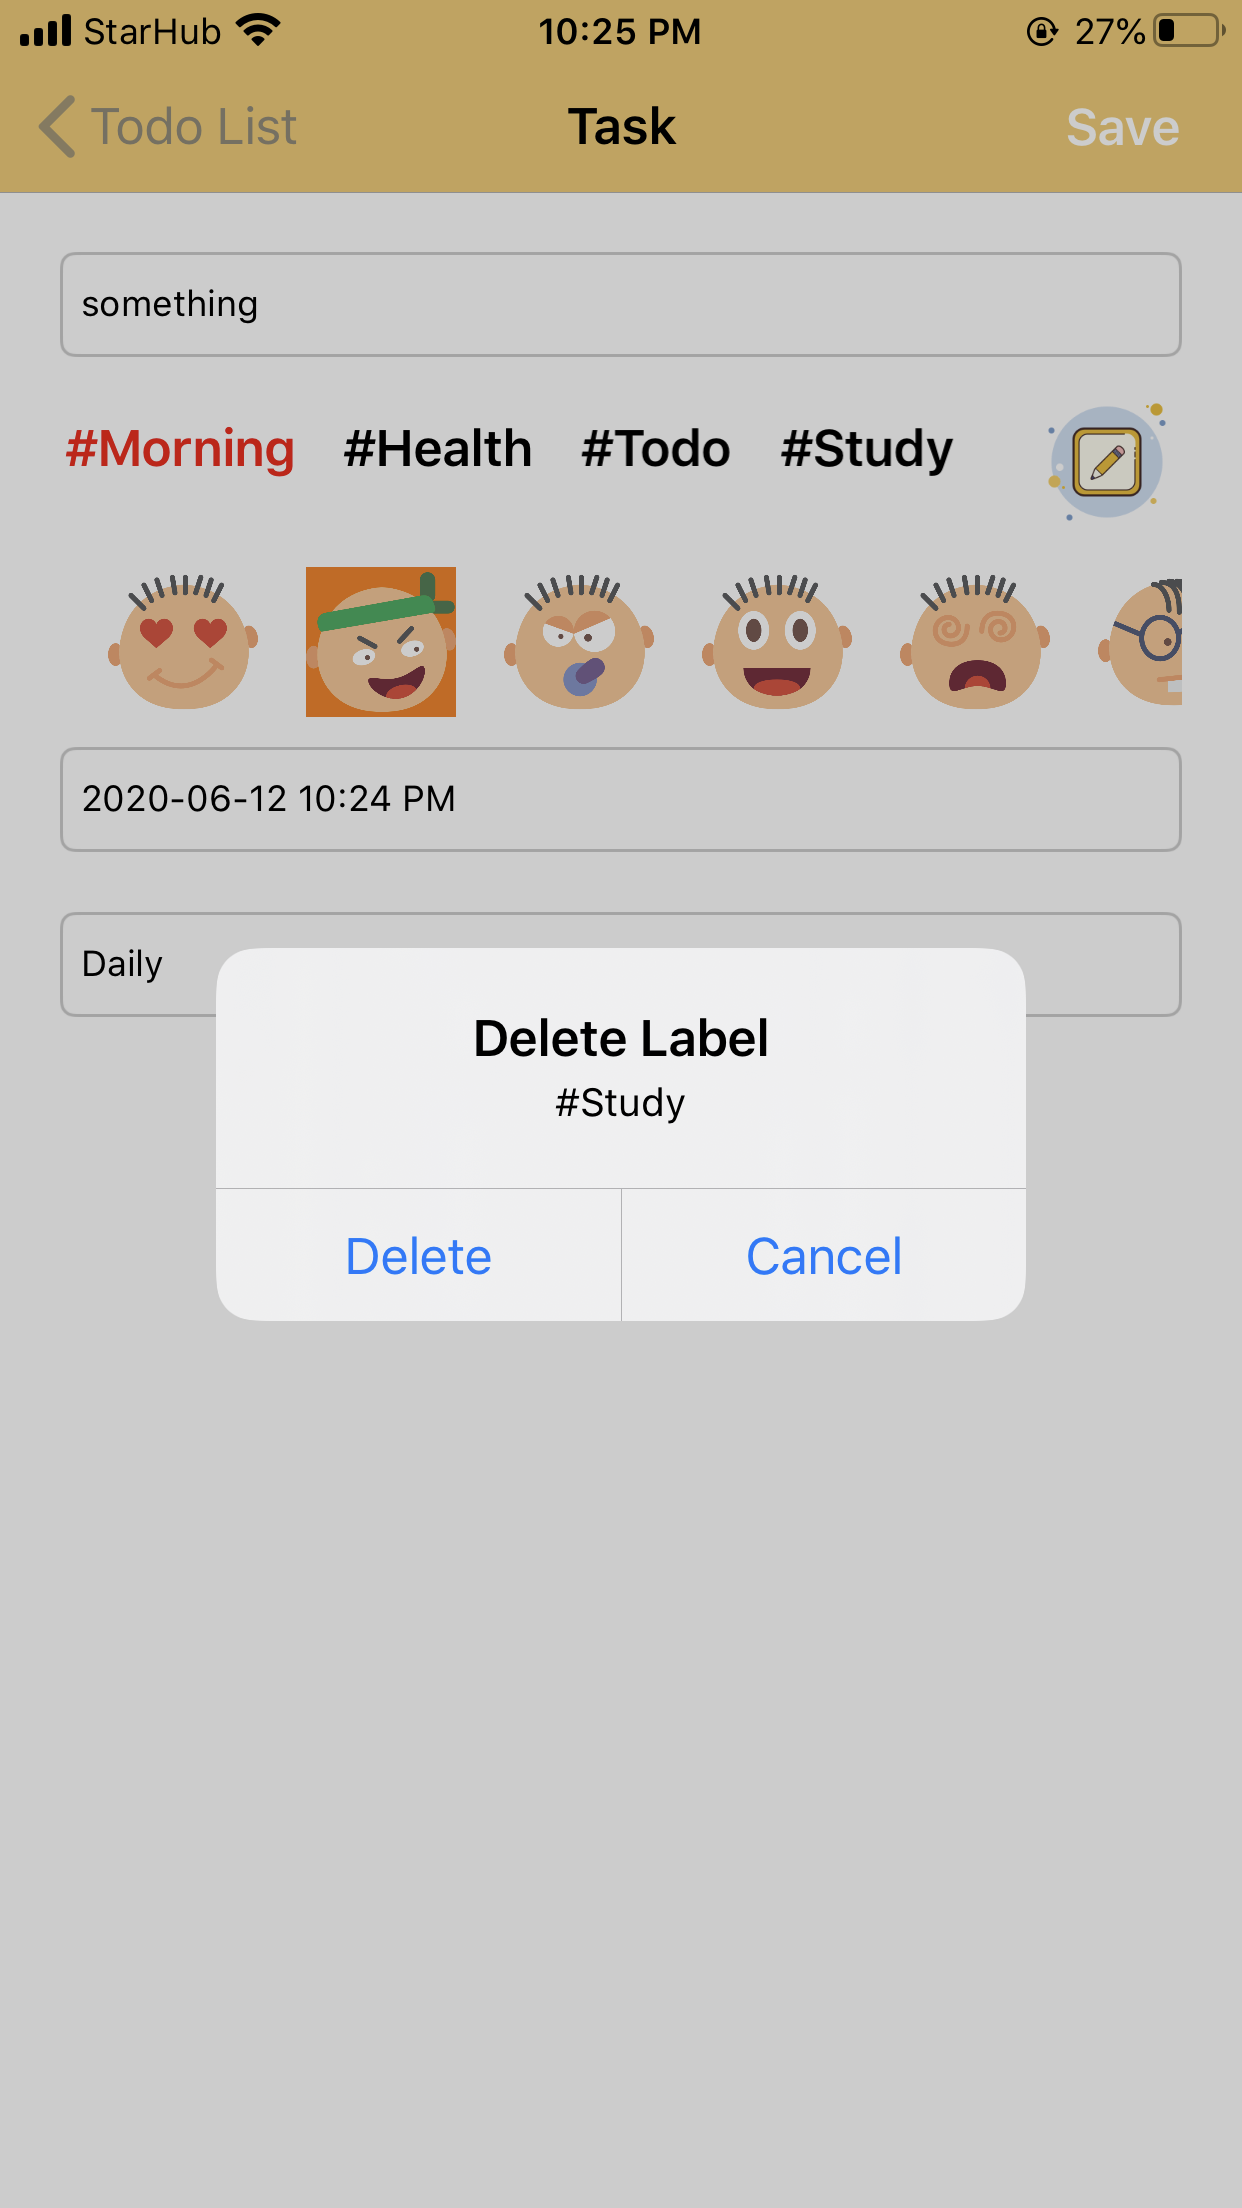 StarHub 10:25 PM 27%
Todo List Task Save
something
#Morning #Health #Todo #Study
2020-06-12 10:24 PM
Daily
Delete Label
#Study
Delete Cancel